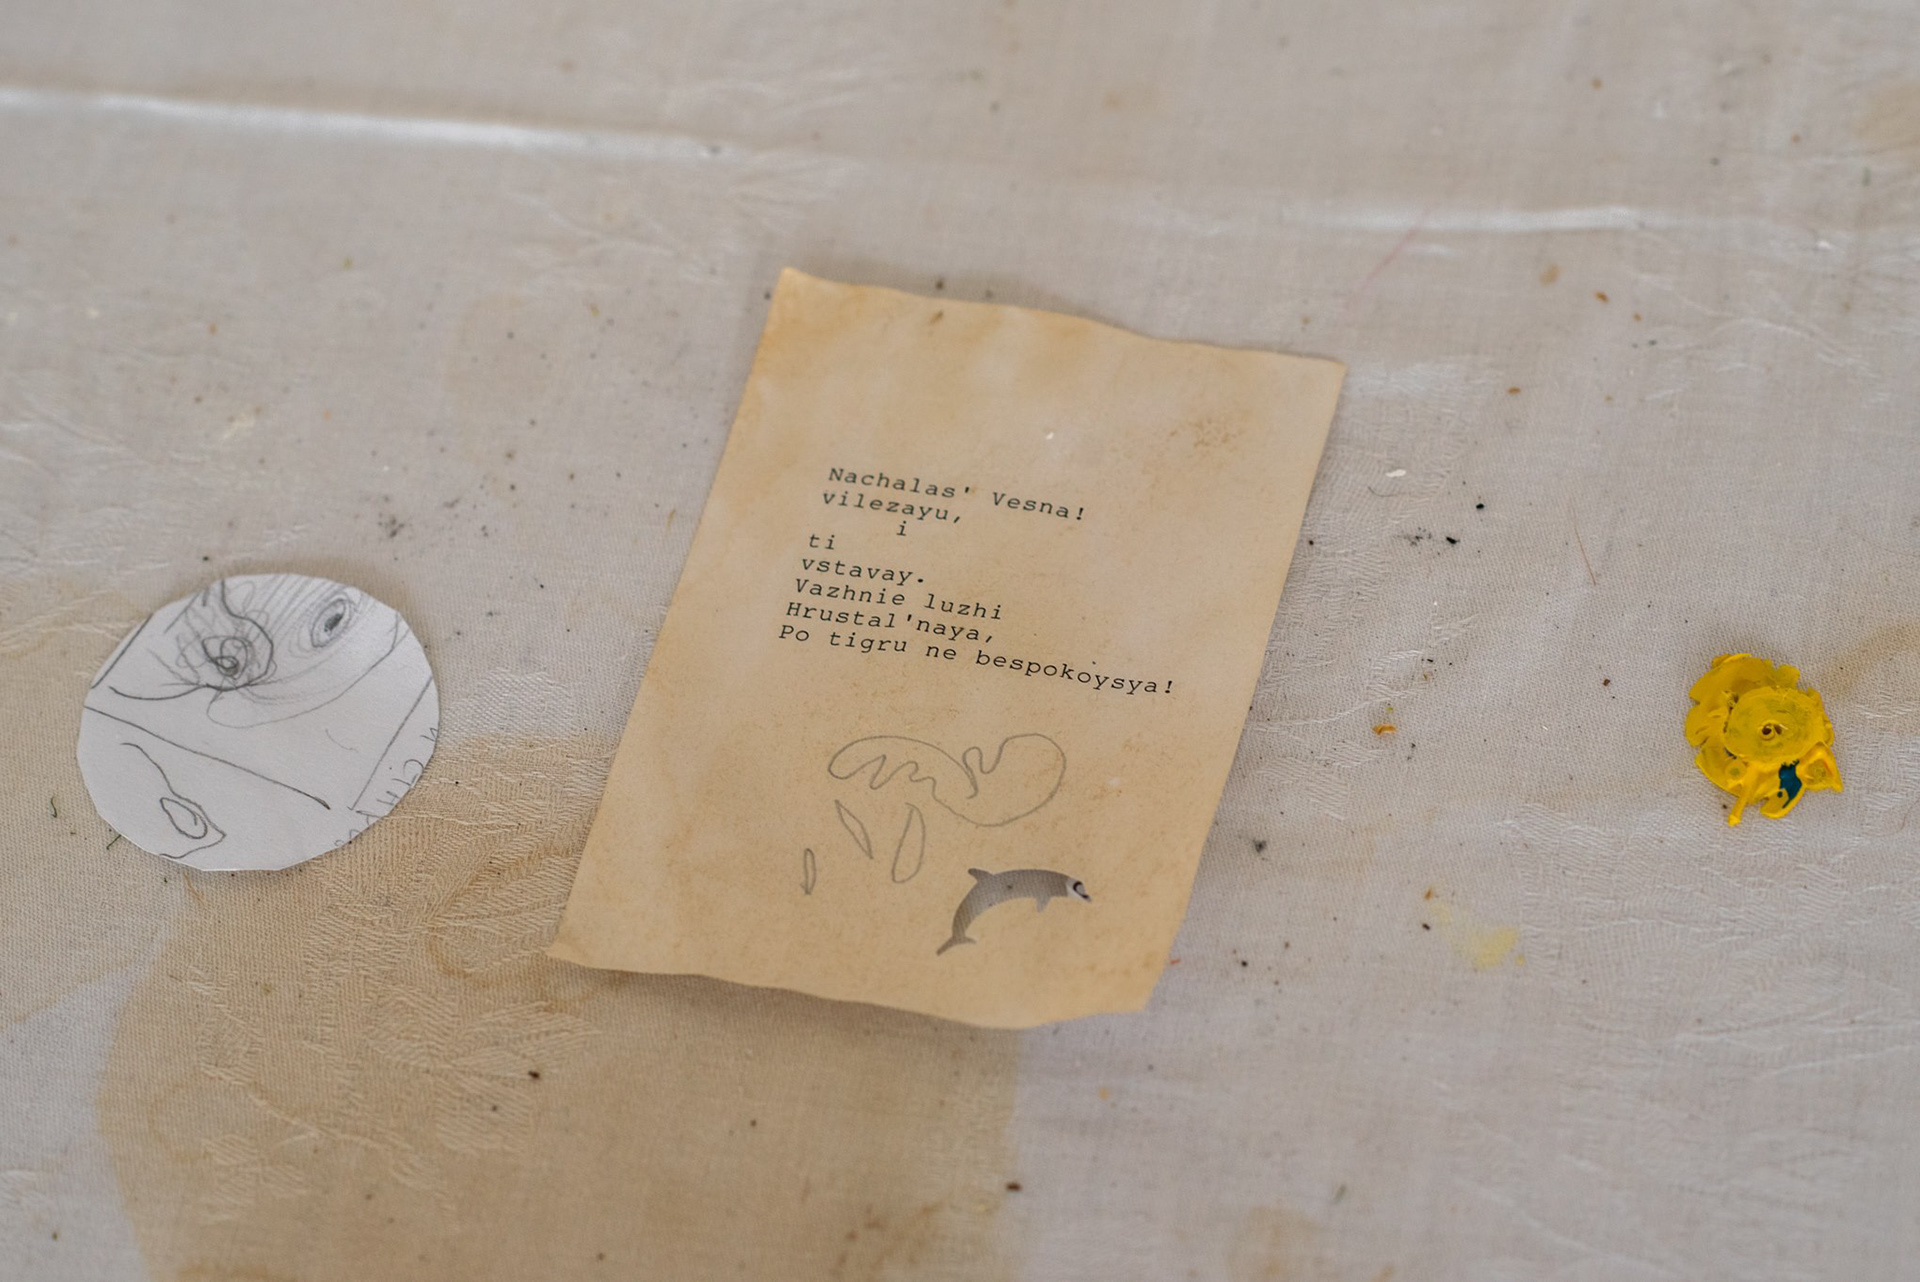 Nachalas' Vesna!
vilezayu,
i
ti
vstavay.
Vazhnie luzhi
Hrustal'naya,
Po tigru ne bespokoysya!